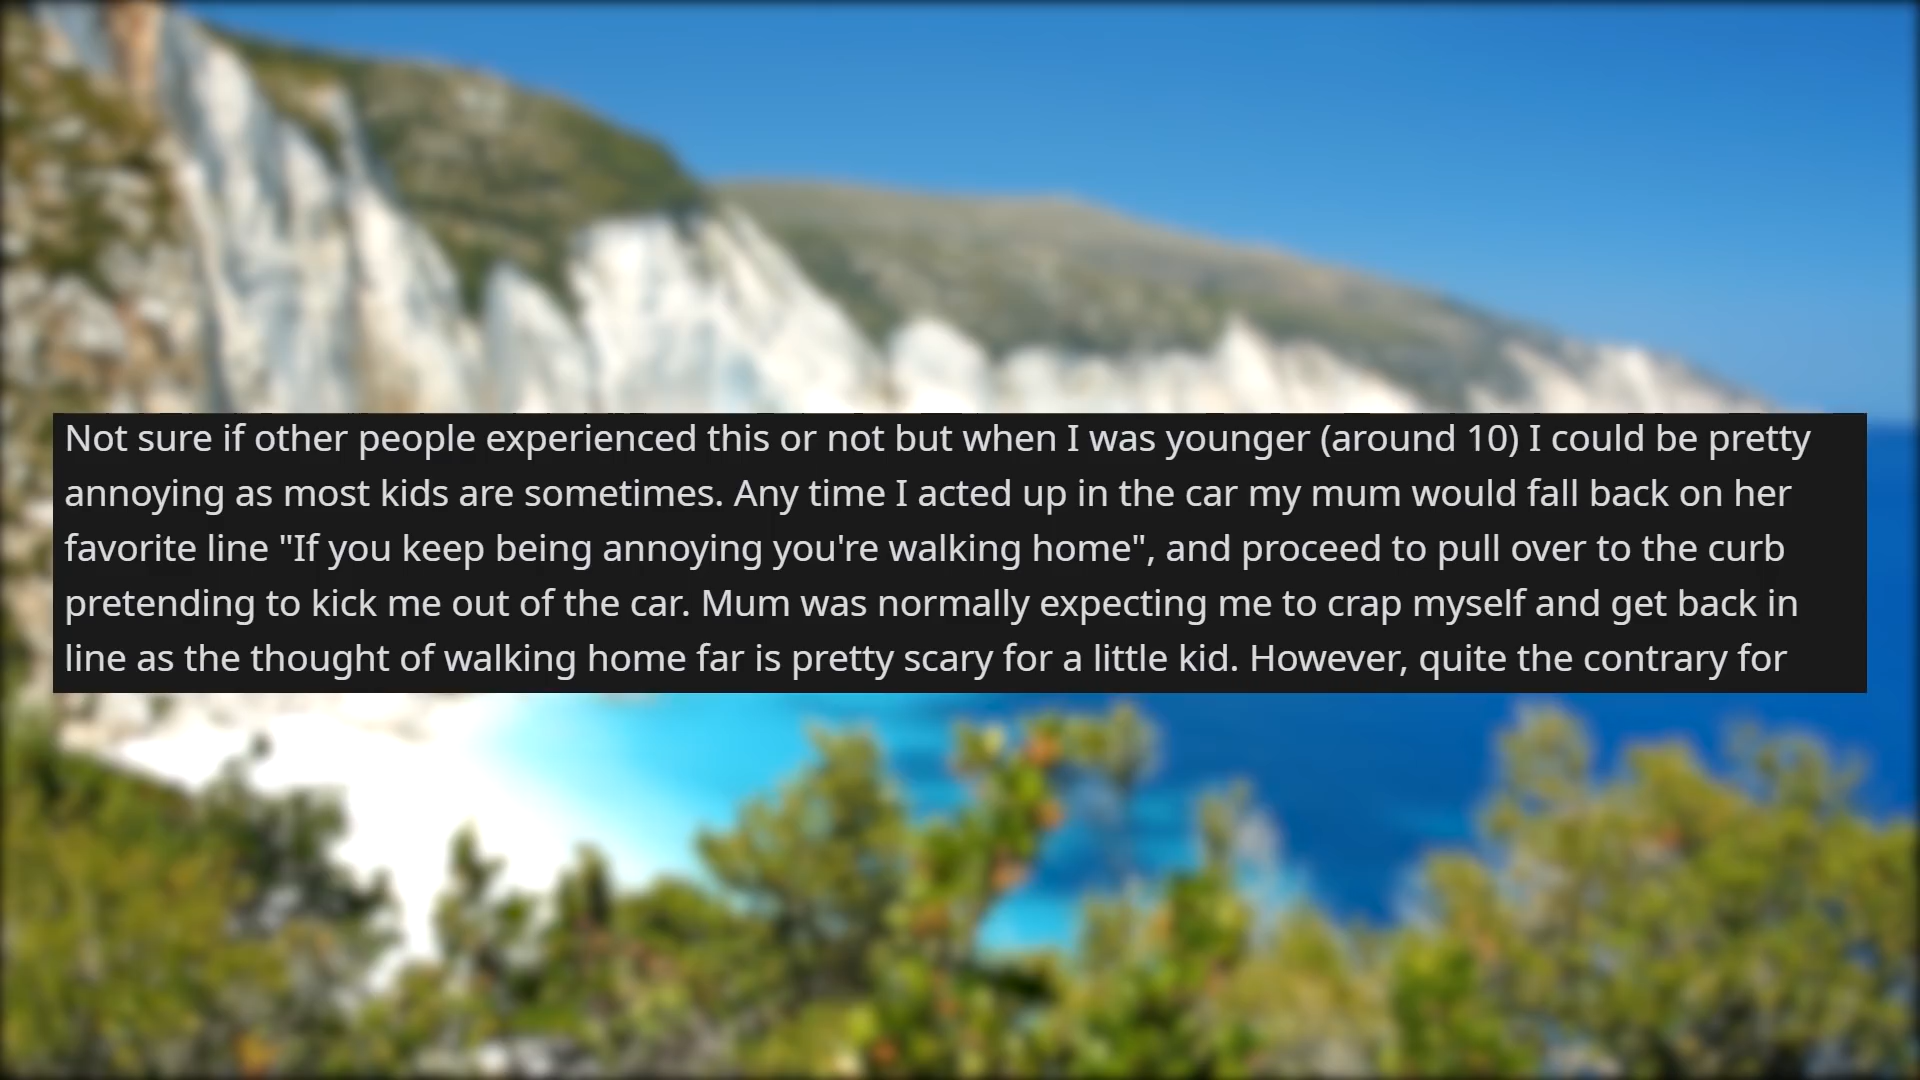 Not sure if other people experienced this or not but when I was younger (around 10) I could be pretty
annoying as most kids are sometimes. Any time I acted up in the car my mum would fall back on her
favorite line "If you keep being annoying you're walking home", and proceed to pull over to the curb
pretending to kick me out of the car. Mum was normally expecting me to crap myself and get back in
line as the thought of walking home far is pretty scary for a little kid. However, quite the contrary for